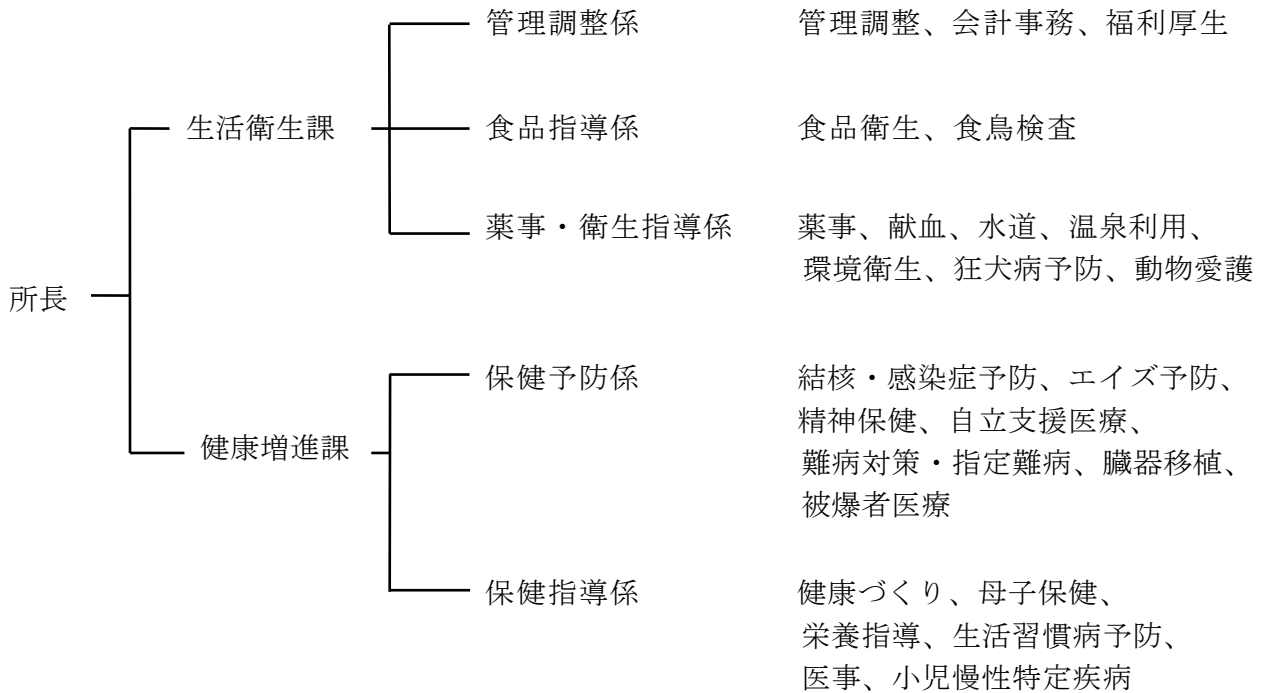 管理調整係 管理調整、会計事務、福利厚生
生活衛生課 食品指導係 食品衛生、食鳥検査
薬事・衛生指導係 薬事、献血、水道、温泉利用、
環境衛生、狂犬病予防、動物愛護
所長
保健予防係 結核・感染症予防、エイズ予防、
精神保健、自立支援医療、
健康増進課
難病対策・指定難病、臓器移植、
被爆者医療
保健指導係 健康づくり、母子保健、
栄養指導、生活習慣病予防、
医事、小児慢性特定疾病